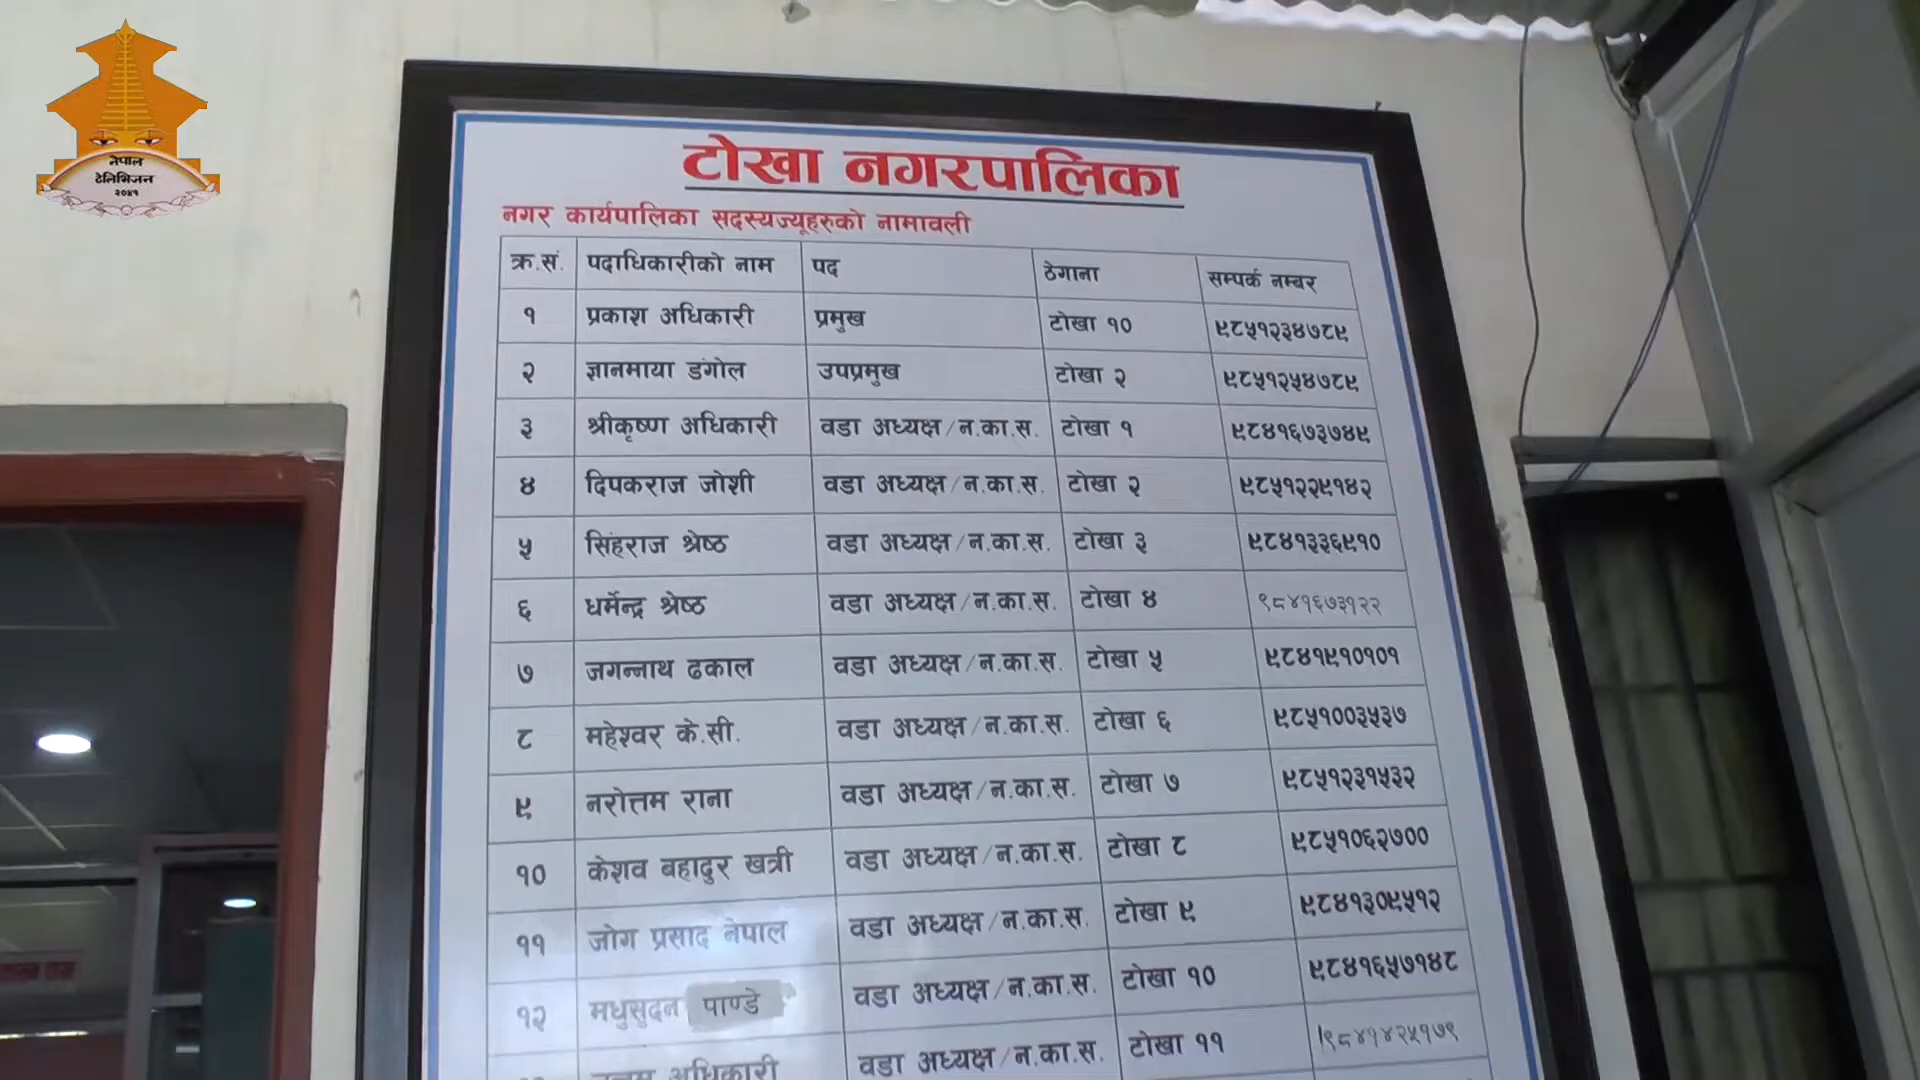 नेपाल
टेलिभिजन
२०४१
टोखा नगरपालिका
नगर कार्यपालिका सदस्यज्यूहरुको नामावली
क्र.सं. पदाधिकारीको नाम पद ठेगाना सम्पर्क नम्बर
१ प्रकाश अधिकारी प्रमुख टोखा १० ९८५१२३४७८९
२ ज्ञानमाया डंगोल उपप्रमुख टोखा २ ९८५१२५४७८९
३ श्रीकृष्ण अधिकारी वडा अध्यक्ष/न.का.स. टोखा १ ९८४१६७३७४९
४ दिपकराज जोशी वडा अध्यक्ष/न.का.स. टोखा २ ९८५१२२९१४२
५ सिंहराज श्रेष्ठ वडा अध्यक्ष/न.का.स. टोखा ३ ९८४१३३६९१०
६ धर्मेन्द्र श्रेष्ठ वडा अध्यक्ष/न.का.स. टोखा ४ ९८४१६७३१२२
७ जगन्नाथ ढकाल वडा अध्यक्ष/न.का.स. टोखा ५ ९८४१९१०१०१
८ महेश्वर के.सी. वडा अध्यक्ष/न.का.स. टोखा ६ ९८५१००३५३७
९ नरोत्तम राना वडा अध्यक्ष/न.का.स. टोखा ७ ९८५१२३१५३२
१० केशव बहादुर खत्री वडा अध्यक्ष/न.का.स. टोखा ८ ९८५१०६२७००
११ जोग प्रसाद नेपाल वडा अध्यक्ष/न.का.स. टोखा ९ ९८४१३०९५१२
१२ मधुसुदन पाण्डे वडा अध्यक्ष/न.का.स. टोखा १० ९८४१६५७१४८
अधिकारी वडा अध्यक्ष/न.का.स. टोखा ११ ९८४१४२५१७९